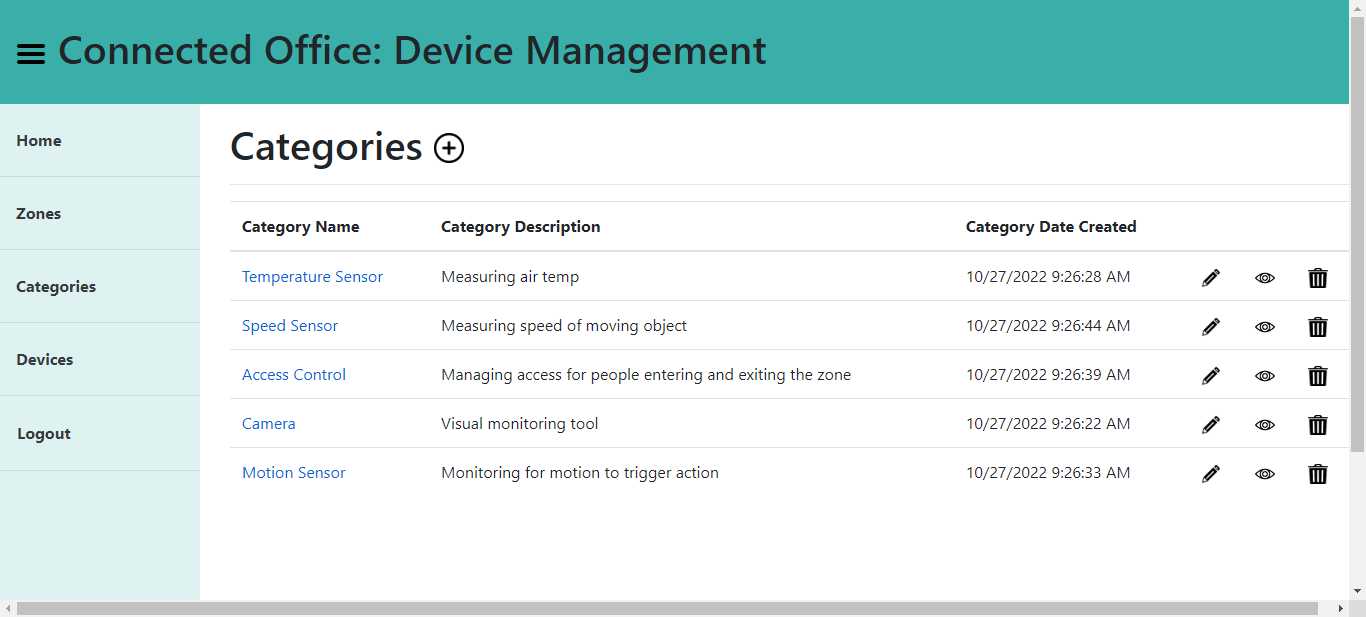 Connected Office: Device Management
Home
Zones
Categories
Devices
Logout
Categories
Category Name Category Description Category Date Created
Temperature Sensor Measuring air temp 10/27/2022 9:26:28 AM
Speed Sensor Measuring speed of moving object 10/27/2022 9:26:44 AM
Access Control Managing access for people entering and exiting the zone 10/27/2022 9:26:39 AM
Camera Visual monitoring tool 10/27/2022 9:26:22 AM
Motion Sensor Monitoring for motion to trigger action 10/27/2022 9:26:33 AM